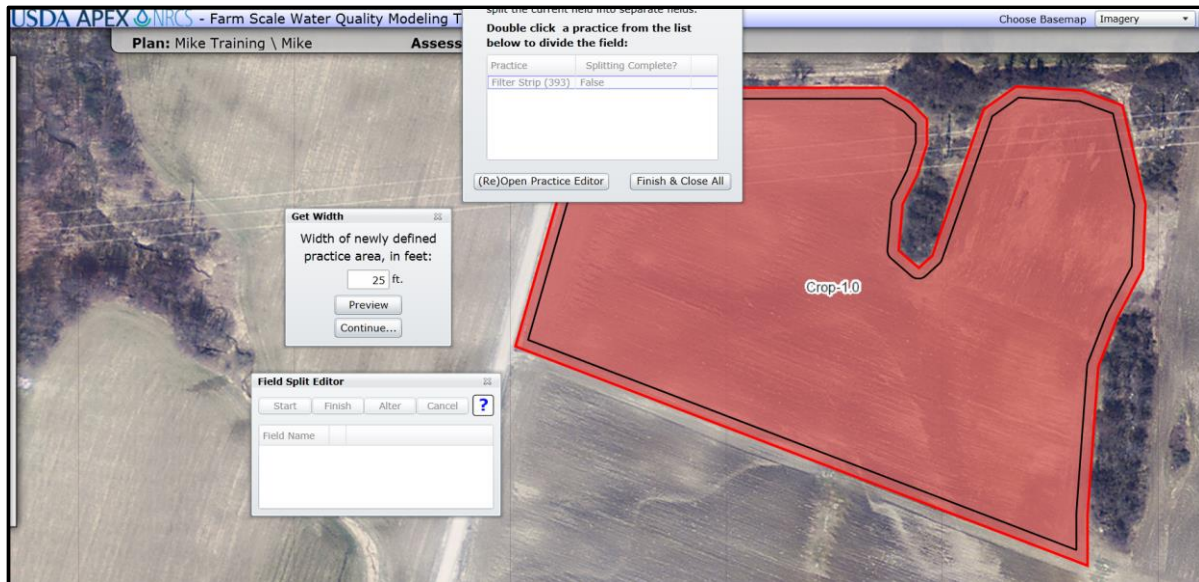 USDA APEX NRCS - Farm Scale Water Quality Modeling T
split the current field into separate fields.
Choose Basemap Imagery
Plan: Mike Training \ Mike
Assess
Double click a practice from the list
below to divide the field:
Practice Splitting Complete?
Filter Strip (393) False
(Re)Open Practice Editor Finish & Close All
Get Width
Width of newly defined
practice area, in feet:
25 ft.
Preview
Continue...
Crop-1.0
Field Split Editor
Start Finish Alter Cancel ?
Field Name